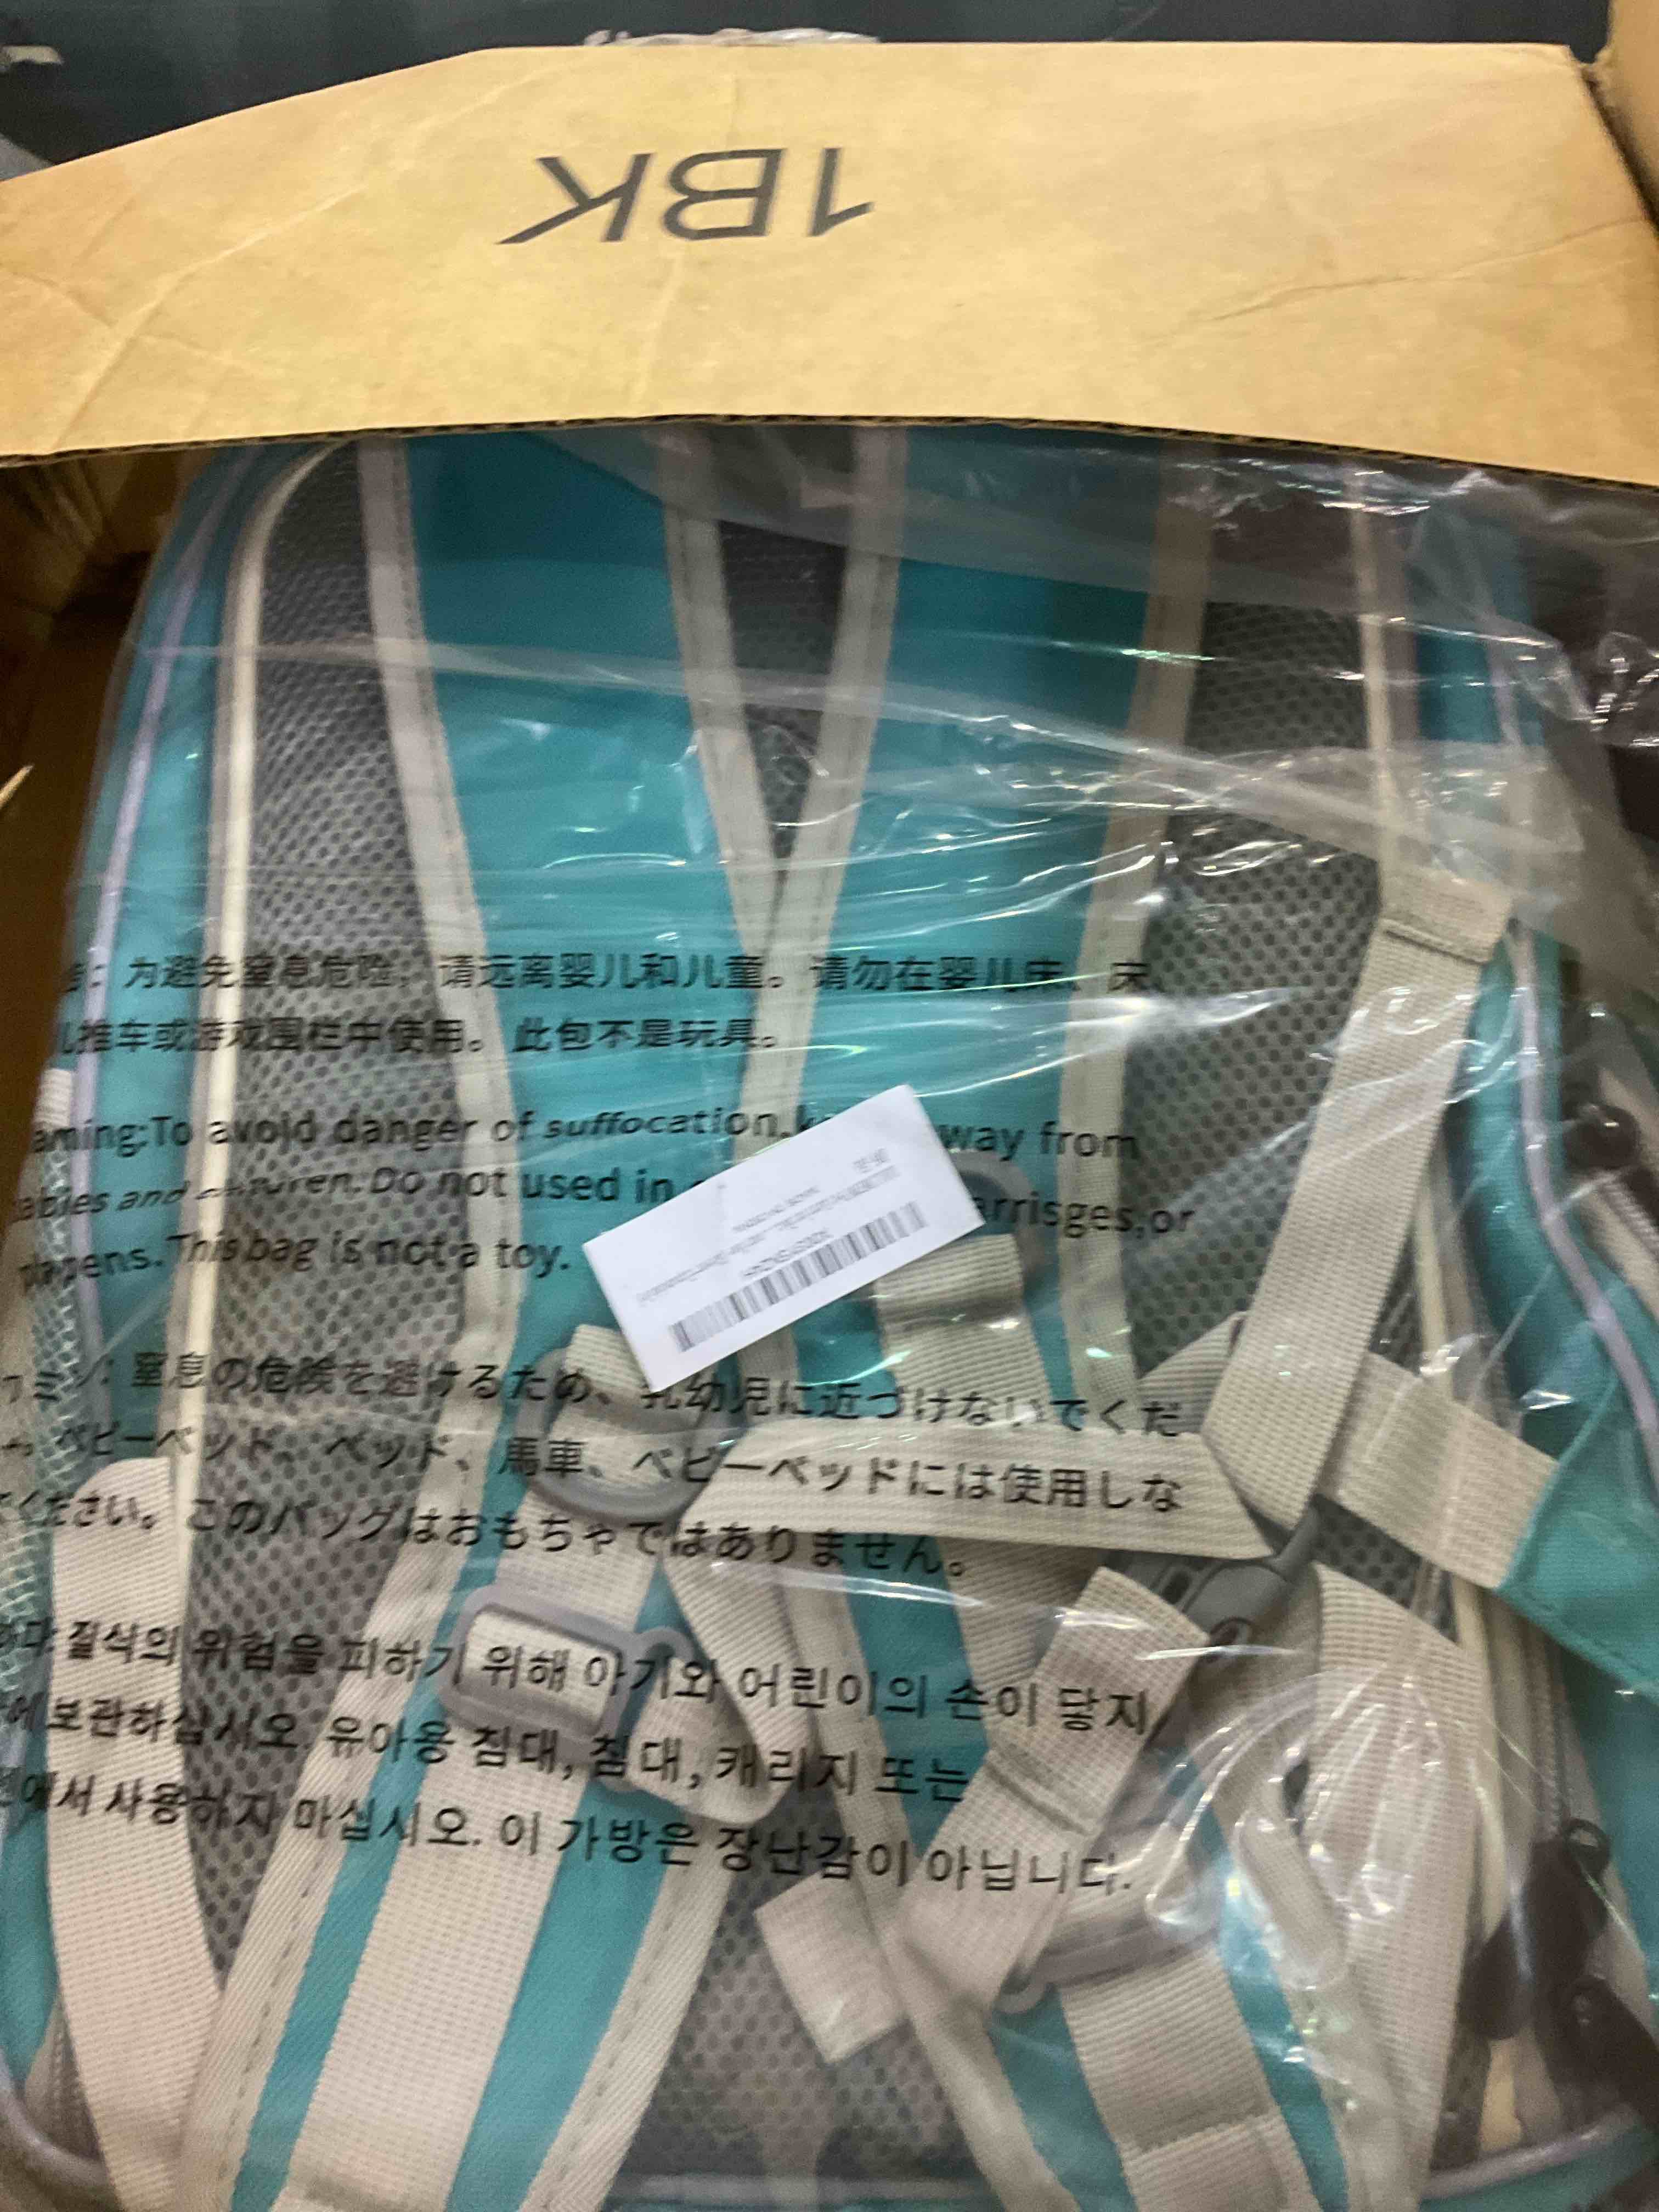 1BK
为避免窒息危险，请远离婴儿和儿童。请勿在婴儿床、床、
儿推车或游戏围栏中使用。此包不是玩具。
To avoid danger of suffocation, way from
and children. Do not used in arrisges,or
This bag is not a toy.
窒息の危険を避けるため、乳幼児に近づけないでくだ
ベビーベッド、ベッド、馬車、ベビーベッドには使用しな
ください。このバッグはおもちゃではありません。
질식의 위험을 피하기 위해 아기와 어린이의 손이 닿지
에 보관하십시오. 유아용 침대, 침대, 캐리지 또는
에서 사용하지 마십시오. 이 가방은 장난감이 아닙니다.